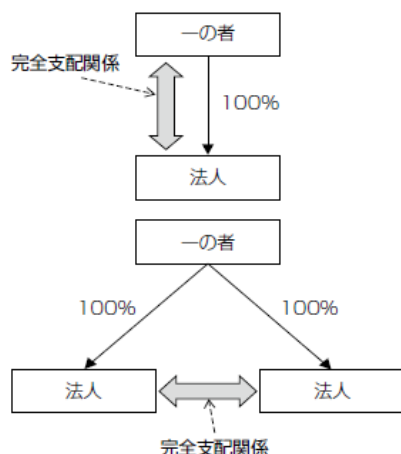 一の者
完全支配関係
100%
法人
一の者
100%
100%
法人
法人
完全支配関係